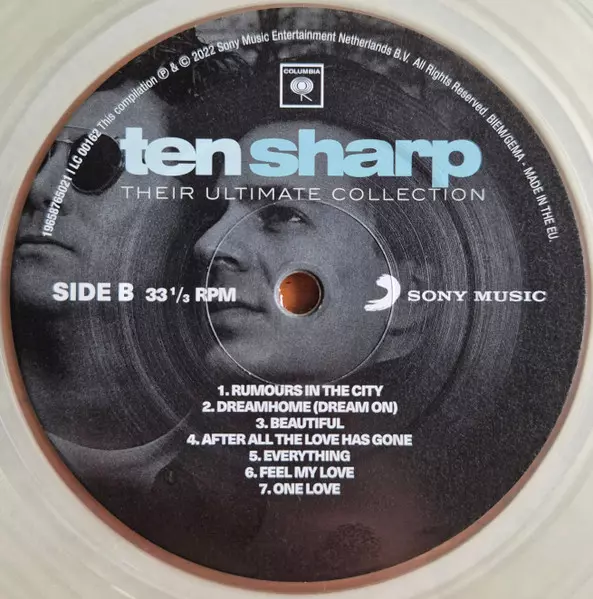 19658765021 / LC 00162 This compilation ℗ & © 2022 Sony Music Entertainment Netherlands B.V. All Rights Reserved. BIEM/GEMA - MADE IN THE EU.
COLUMBIA
ten sharp
THEIR ULTIMATE COLLECTION
SIDE B 33 1/3 RPM
SONY MUSIC
1. RUMOURS IN THE CITY
2. DREAMHOME (DREAM ON)
3. BEAUTIFUL
4. AFTER ALL THE LOVE HAS GONE
5. EVERYTHING
6. FEEL MY LOVE
7. ONE LOVE